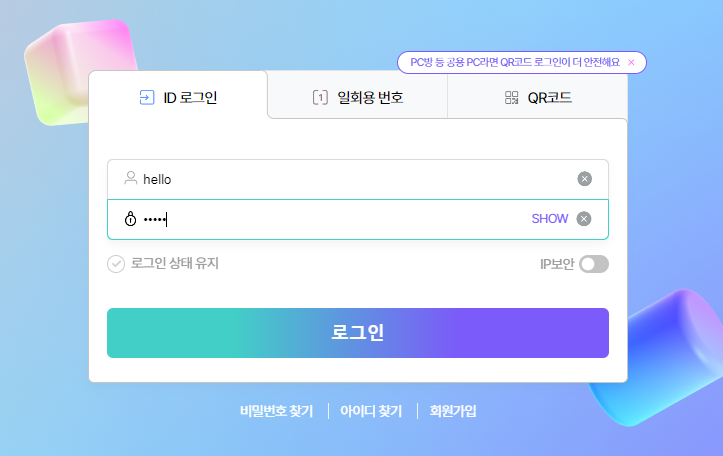 PC방 등 공용 PC라면 QR코드 로그인이 더 안전해요 ×
ID 로그인 1 일회용 번호 QR코드
hello
••••• SHOW
로그인 상태 유지 IP보안
로그인
비밀번호 찾기 아이디 찾기 회원가입